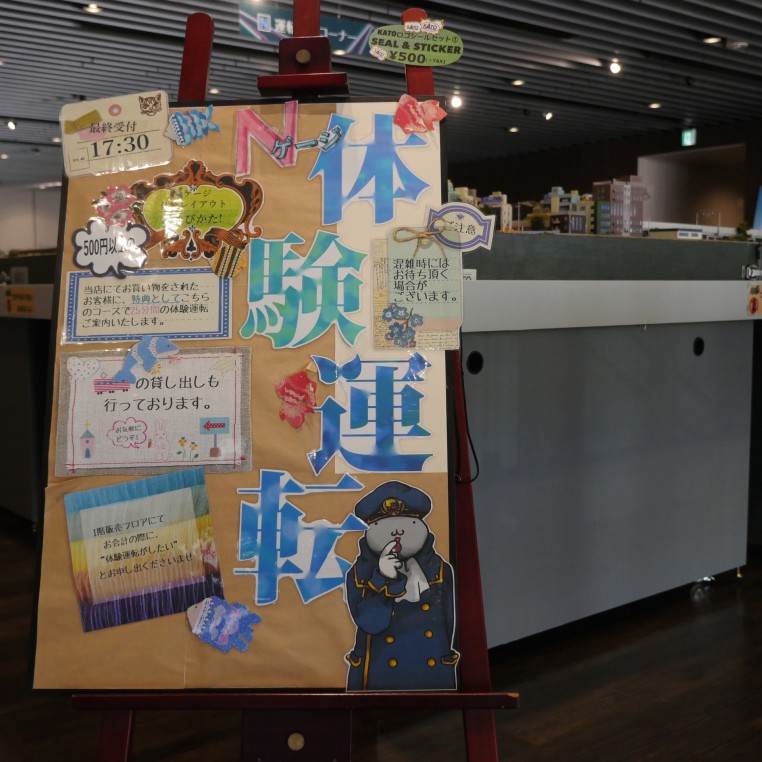 コーナー
KATOロゴシールセット①
SEAL & STICKER
¥500(+TAX)
最終受付
17:30
Nゲージ
体験運転
ゲージ
レイアウト
びかた!
500円以上の
当店にてお買い物をされた
お客様に、特典としてこちら
のコースで25分間の体験運転
ご案内いたします。
ご注意
混雑時には
お待ち頂く
場合が
ございます。
の貸し出しも
行っております。
お気軽に
どうぞ!
1階販売フロアにて
お会計の際に、
"体験運転がしたい"
とお申し出くださいませ